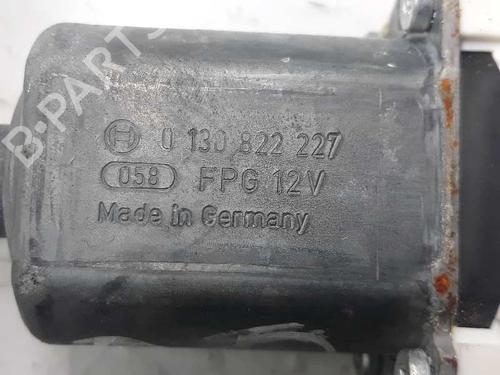 B-PARTS
0 130 822 227
058 FPG 12V
Made in Germany